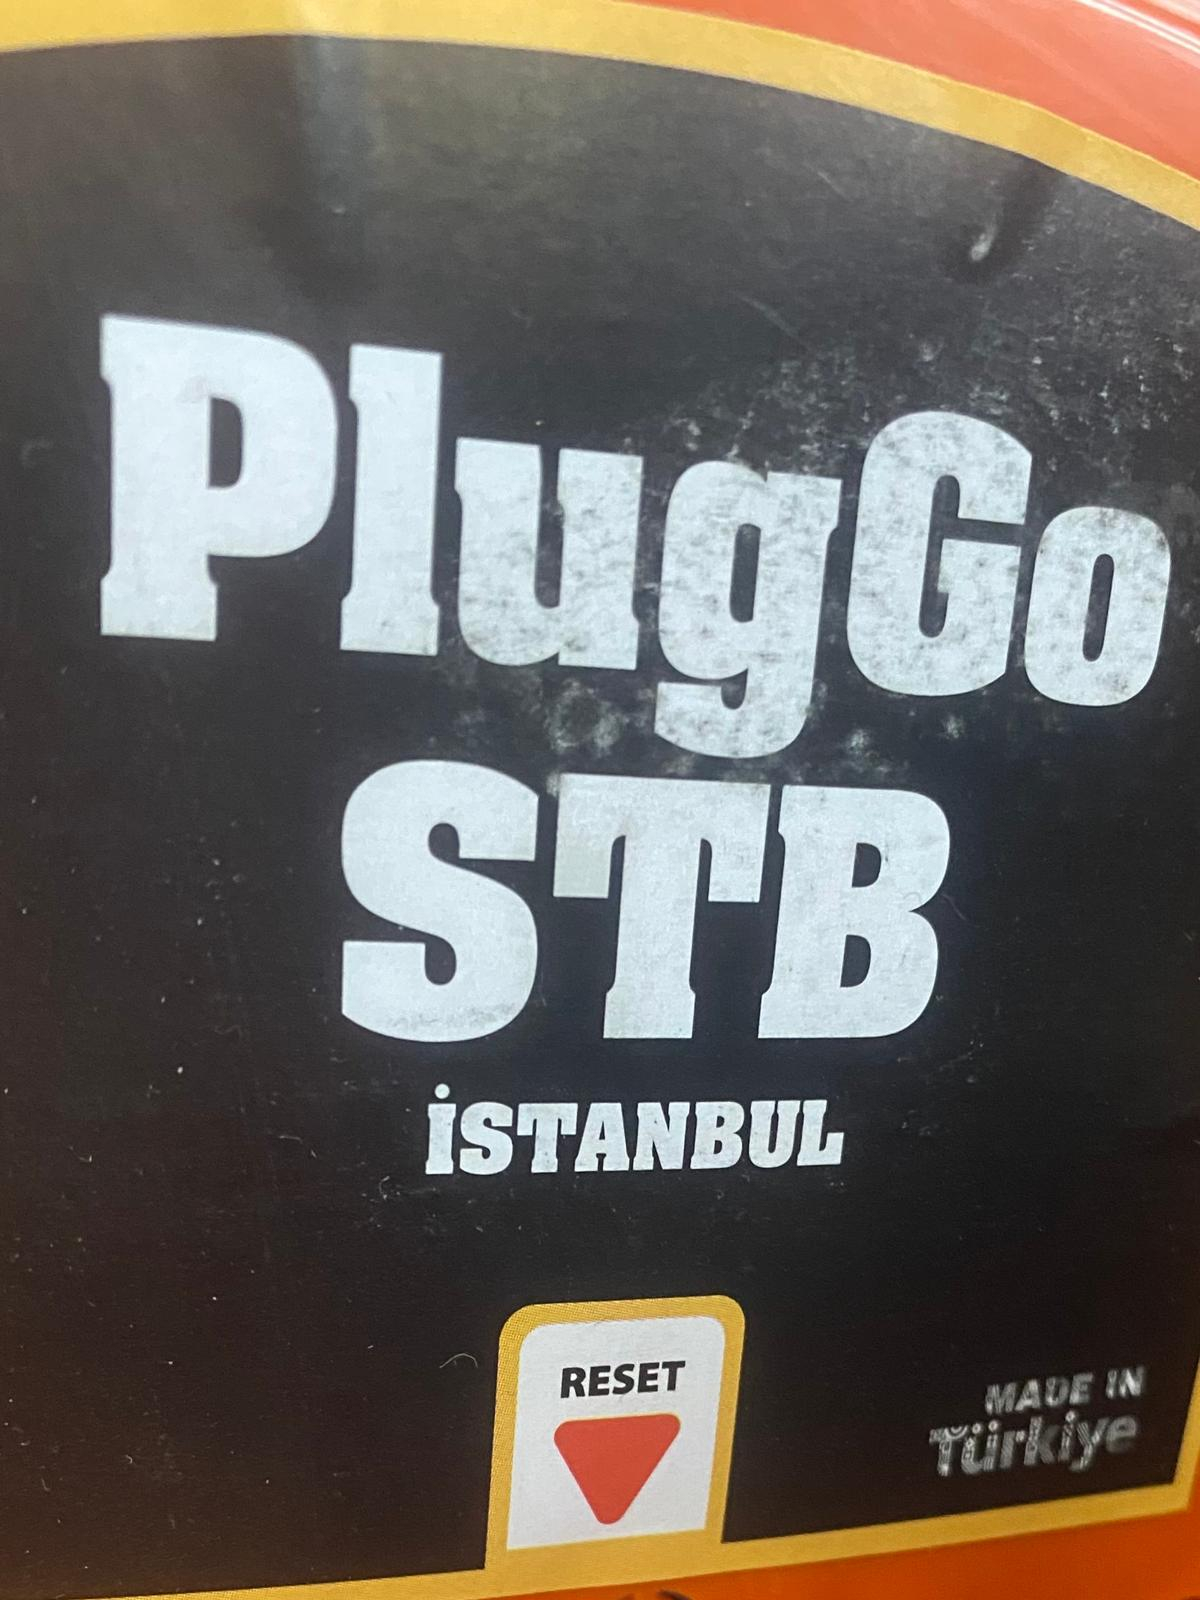 PlugGo
STB
İSTANBUL
RESET
MADE IN
Türkiye